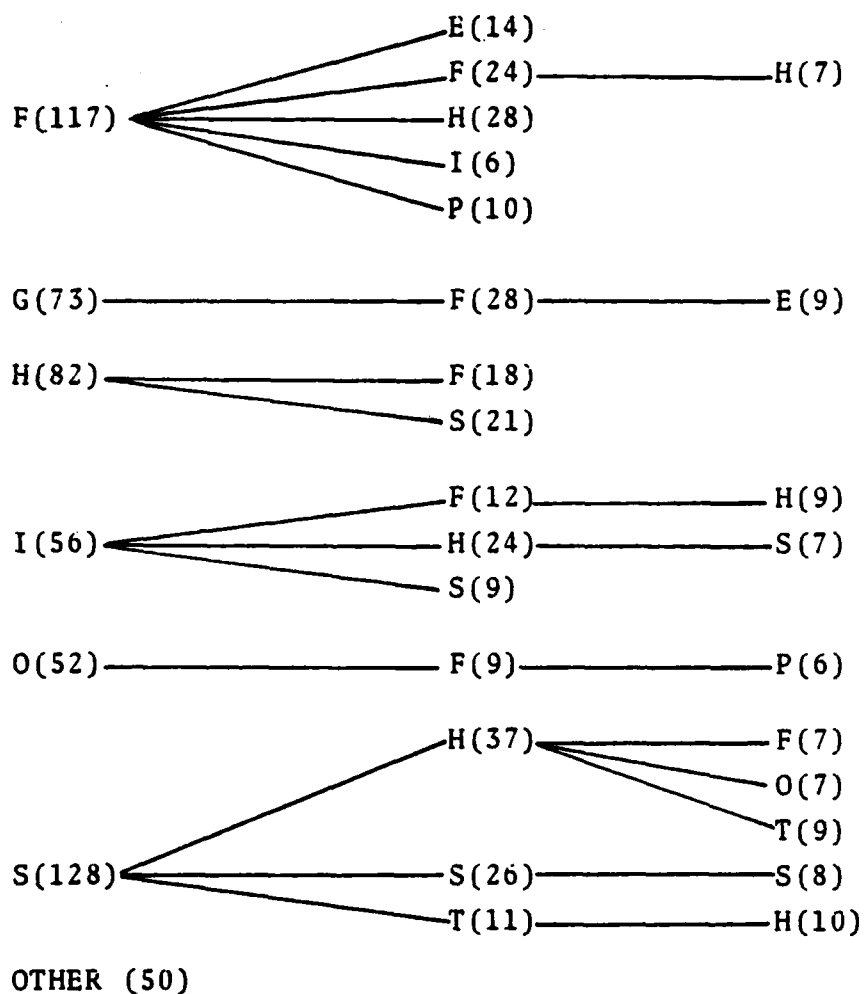 E(14)
F(24) H(7)
F(117) H(28)
I(6)
P(10)
G(73) F(28) E(9)
H(82) F(18)
S(21)
F(12) H(9)
I(56) H(24) S(7)
S(9)
O(52) F(9) P(6)
H(37) F(7)
O(7)
T(9)
S(128) S(26) S(8)
T(11) H(10)
OTHER (50)